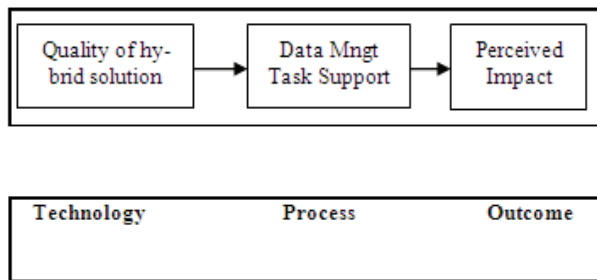 Quality of hy-
brid solution
Data Mngt
Task Support
Perceived
Impact
Technology Process Outcome